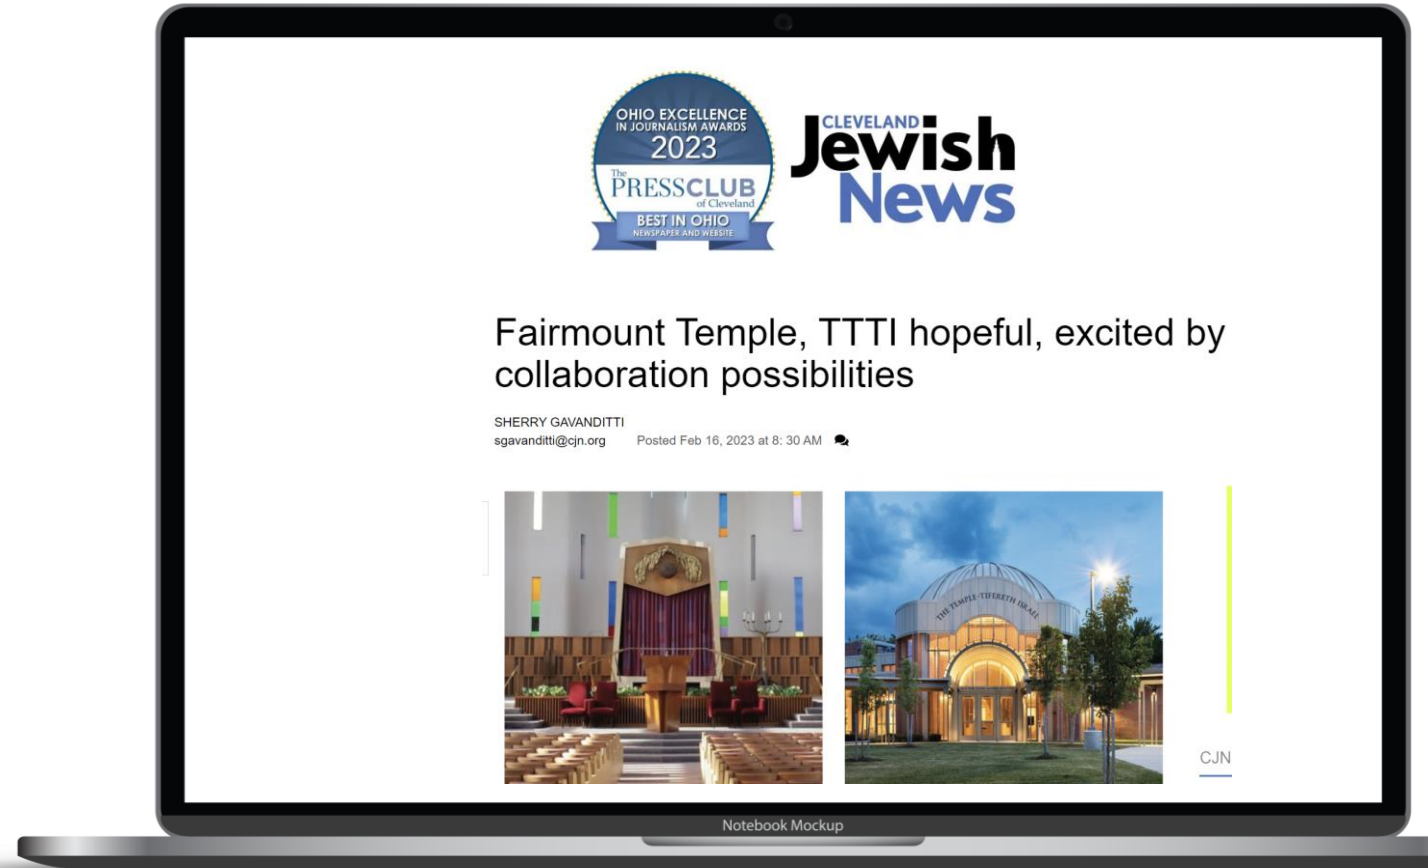 OHIO EXCELLENCE
IN JOURNALISM AWARDS
2023
The
PRESSCLUB
of Cleveland
BEST IN OHIO
NEWSPAPER AND WEBSITE
CLEVELAND
Jewish
News
Fairmount Temple, TTTI hopeful, excited by
collaboration possibilities
SHERRY GAVANDITTI
sgavanditti@cjn.org Posted Feb 16, 2023 at 8: 30 AM
THE TEMPLE-TIFERETH ISRAEL
CJN
Notebook Mockup